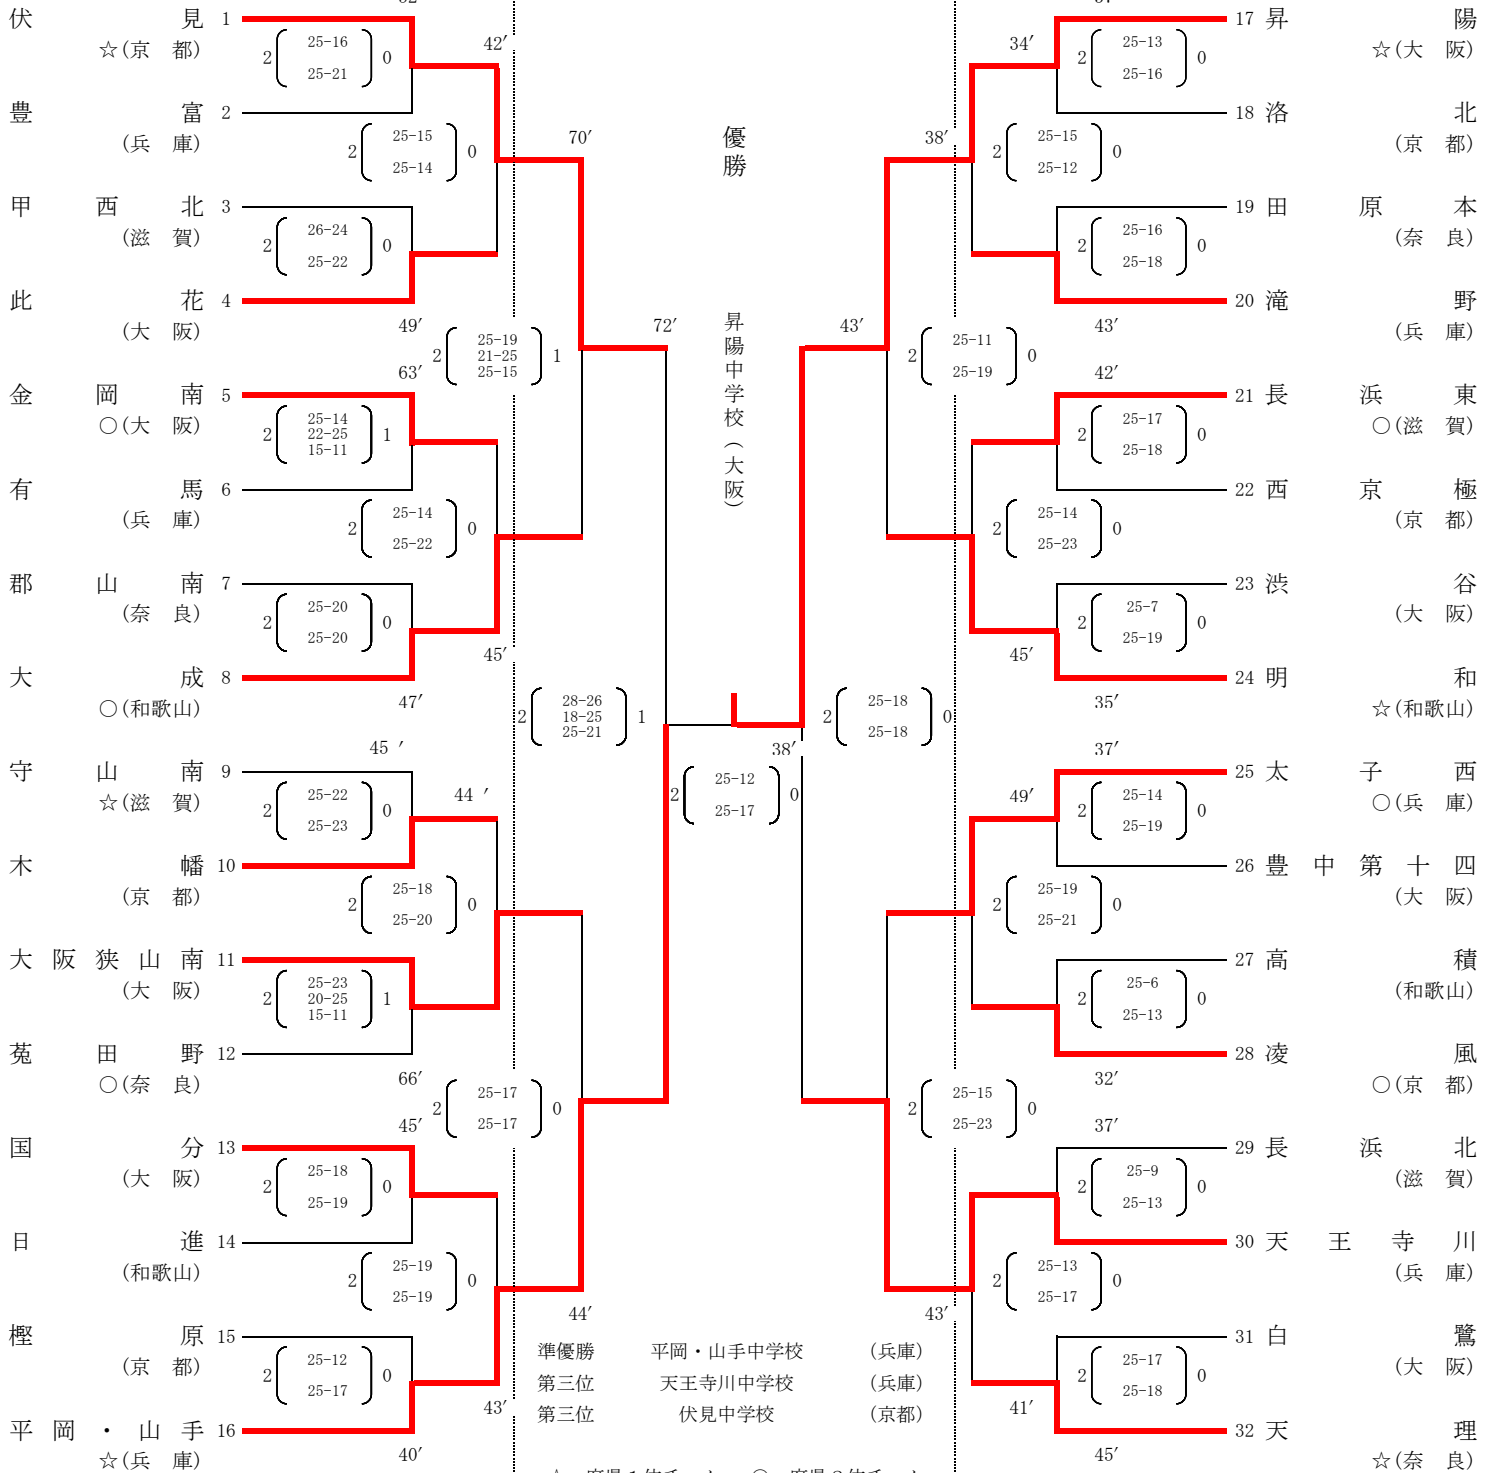 伏見 1
☆(京 都)
2 25-16 0
25-21
42′
豊富 2
(兵 庫)
2 25-15 0
25-14
70′
甲西北 3
(滋 賀)
2 26-24 0
25-22
此花 4
(大 阪)
49′
2 25-19 1
21-25
25-15
72′
63′
金岡南 5
○(大 阪)
2 25-14 1
22-25
15-11
有馬 6
(兵 庫)
2 25-14 0
25-22
郡山南 7
(奈 良)
2 25-20 0
25-20
45′
大成 8
○(和歌山)
47′
2 28-26 1
18-25
25-21
45 ′
守山南 9
☆(滋 賀)
2 25-22 0
25-23
44 ′
木幡 10
(京 都)
2 25-18 0
25-20
大阪狭山南 11
(大 阪)
2 25-23 1
20-25
15-11
菟田野 12
○(奈 良)
66′
2 25-17 0
25-17
45′
国分 13
(大 阪)
2 25-18 0
25-19
日進 14
(和歌山)
2 25-19 0
25-19
44′
樫原 15
(京 都)
2 25-12 0
25-17
43′
平岡・山手 16
☆(兵 庫)
40′
優勝
昇陽中学校(大阪)
38′
2 25-12 0
25-17
準優勝 平岡・山手中学校 (兵庫)
第三位 天王寺川中学校 (兵庫)
第三位 伏見中学校 (京都)
17 昇陽
☆(大 阪)
34′
2 25-13 0
25-16
18 洛北
(京 都)
38′
2 25-15 0
25-12
19 田原本
(奈 良)
2 25-16 0
25-18
20 滝野
(兵 庫)
43′
43′
2 25-11 0
25-19
42′
21 長浜東
○(滋 賀)
2 25-17 0
25-18
22 西京極
(京 都)
2 25-14 0
25-23
23 渋谷
(大 阪)
2 25-7 0
25-19
45′
24 明和
☆(和歌山)
35′
2 25-18 0
25-18
37′
25 太子西
○(兵 庫)
49′
2 25-14 0
25-19
26 豊中第十四
(大 阪)
2 25-19 0
25-21
27 高積
(和歌山)
2 25-6 0
25-13
28 凌風
○(京 都)
32′
2 25-15 0
25-23
37′
29 長浜北
(滋 賀)
2 25-9 0
25-13
30 天王寺川
(兵 庫)
2 25-13 0
25-17
43′
31 白鷺
(大 阪)
2 25-17 0
25-18
41′
32 天理
☆(奈 良)
45′